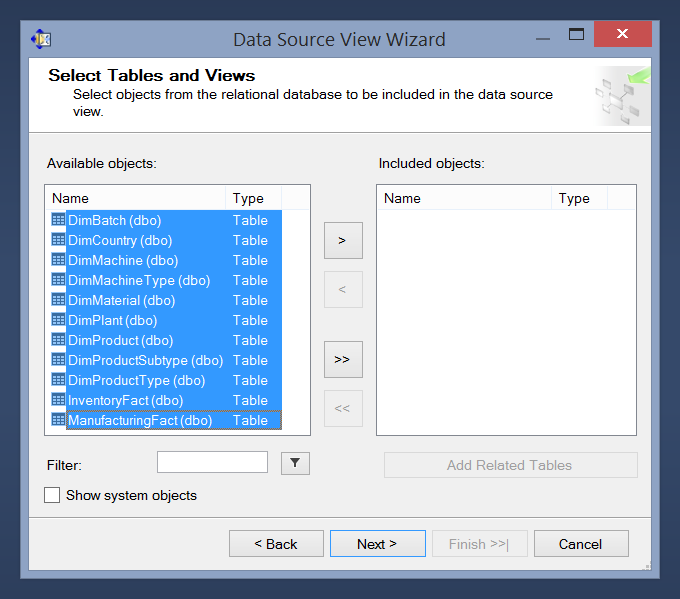 Data Source View Wizard
Select Tables and Views
Select objects from the relational database to be included in the data source
view.
Available objects:
Included objects:
Name Type
Name Type
DimBatch (dbo) Table
DimCountry (dbo) Table
DimMachine (dbo) Table
DimMachineType (dbo) Table
DimMaterial (dbo) Table
DimPlant (dbo) Table
DimProduct (dbo) Table
DimProductSubtype (dbo) Table
DimProductType (dbo) Table
InventoryFact (dbo) Table
ManufacturingFact (dbo) Table
>
<
>>
<<
Filter:
Add Related Tables
Show system objects
< Back
Next >
Finish >>|
Cancel